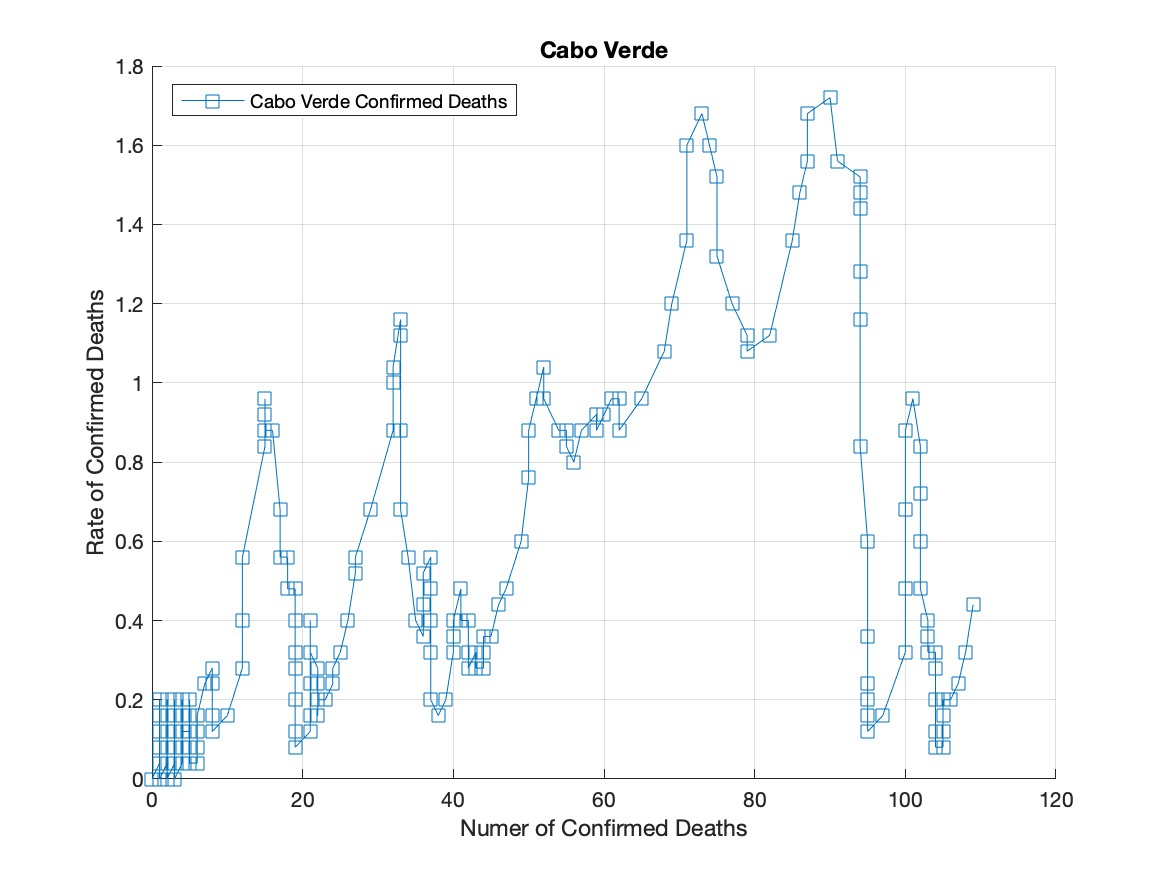 Cabo Verde
Cabo Verde Confirmed Deaths
Rate of Confirmed Deaths
1.8
1.6
1.4
1.2
1
0.8
0.6
0.4
0.2
0
0 20 40 60 80 100 120
Numer of Confirmed Deaths